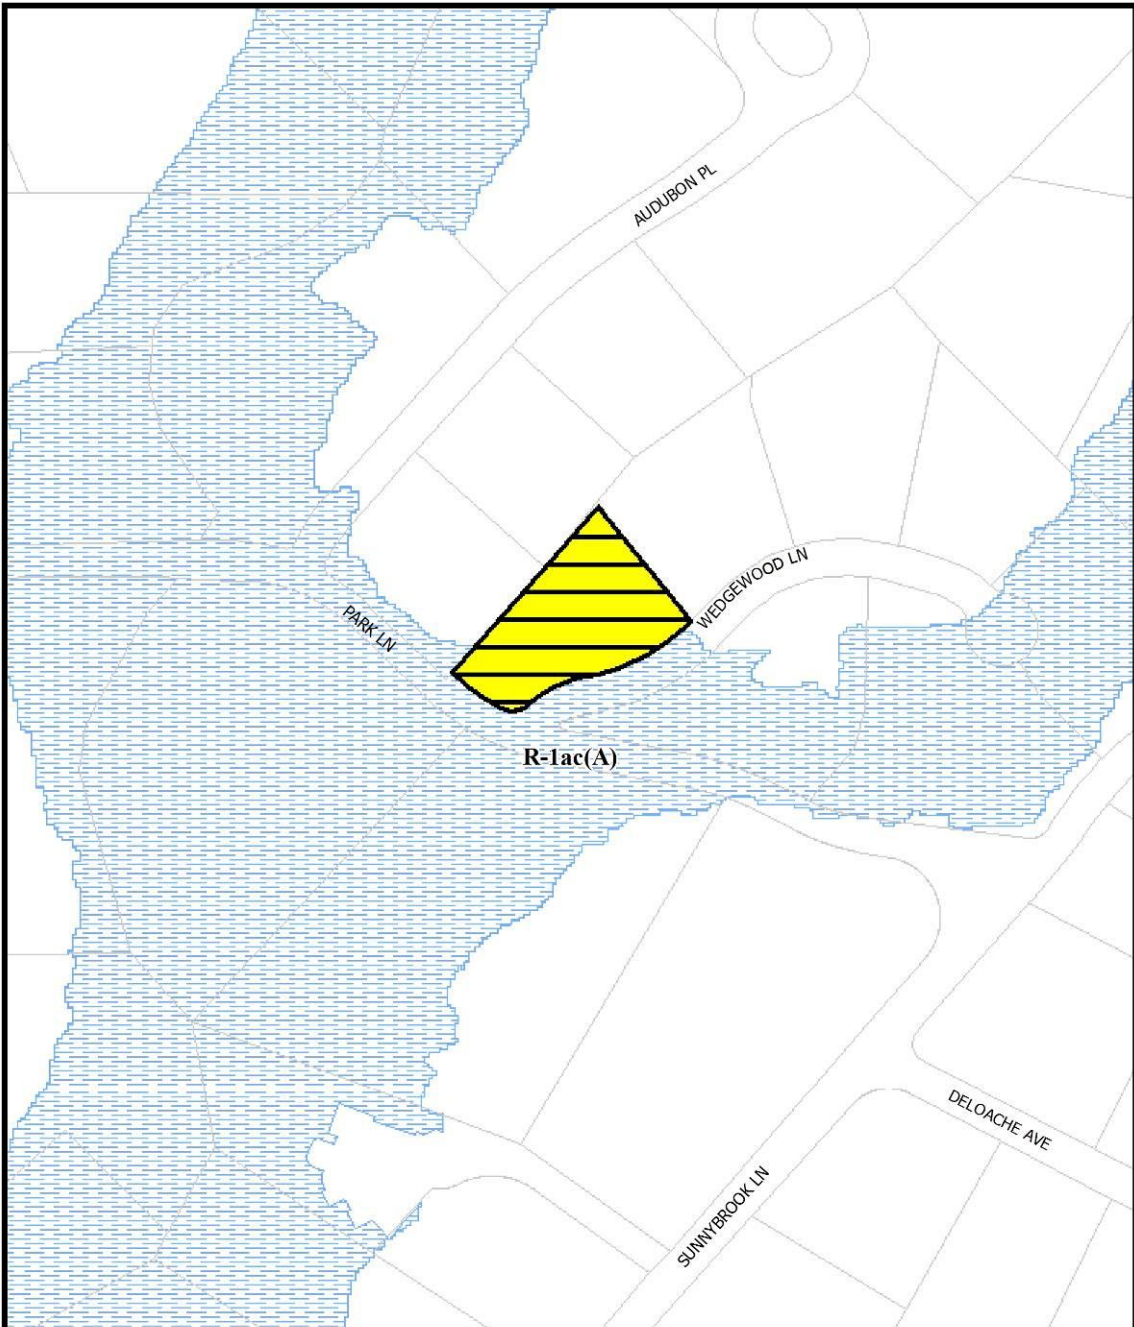 AUDUBON PL
WEDGEWOOD LN
PARK LN
R-1ac(A)
DELOACHE AVE
SUNNYBROOK LN